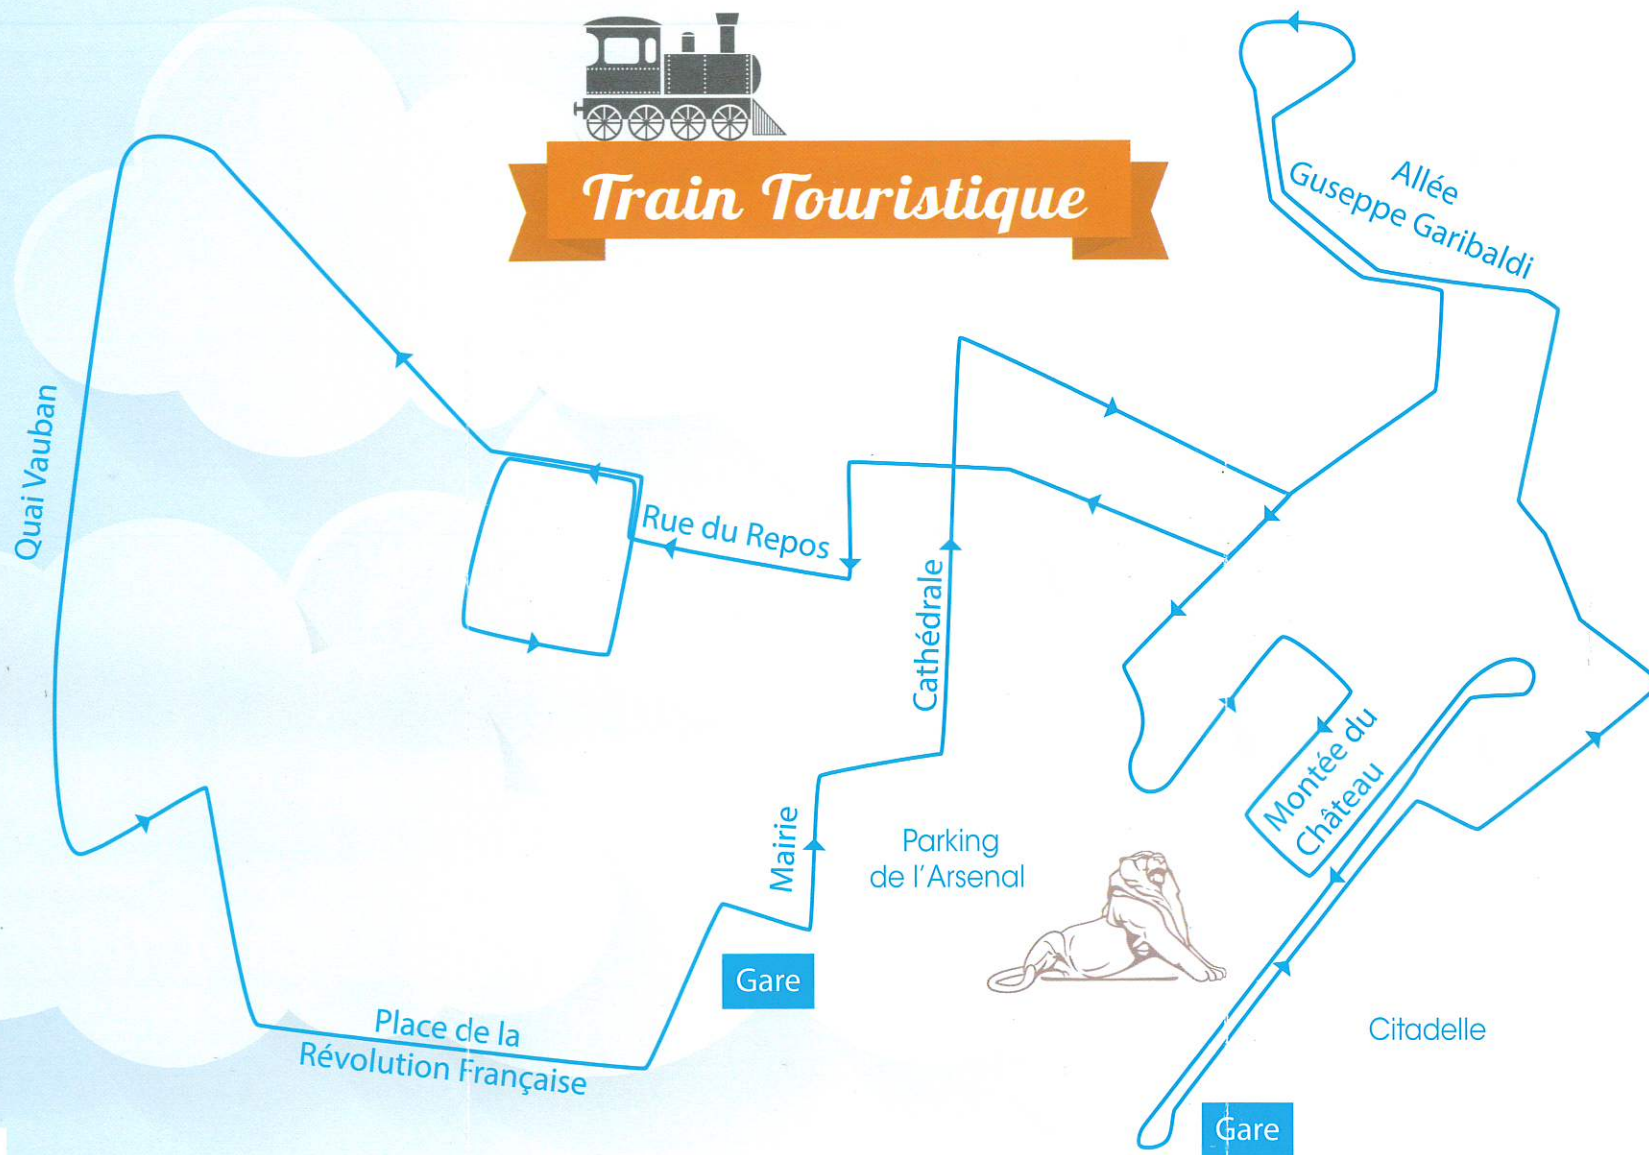 Train Touristique
Allée
Guseppe Garibaldi
Quai Vauban
Rue du Repos
Cathédrale
Montée du
Château
Mairie
Parking
de l'Arsenal
Gare
Place de la
Révolution Française
Citadelle
Gare